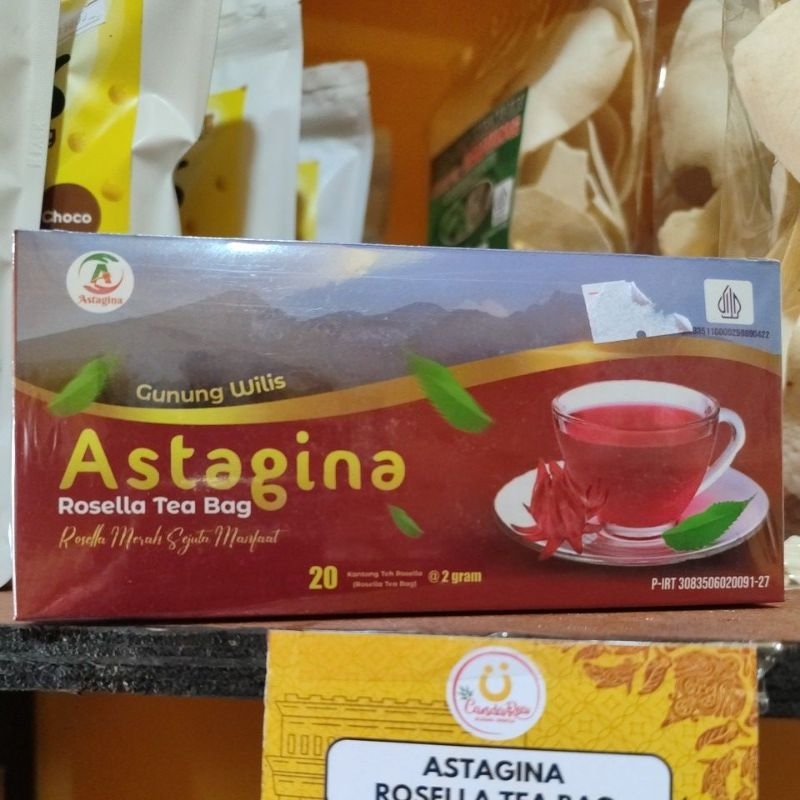 Choco
Astagina
Gunung Wilis
Astagina
Rosella Tea Bag
Rosella Merah Sejuta Manfaat
20 Kantong Teh Rosella
(Rosella Tea Bag)
@ 2 gram
P-IRT 3083506020091-27
ASTAGINA
ROSELLA TEA BAG